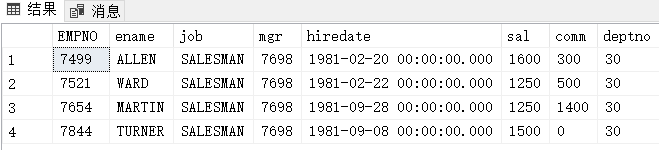 结果 消息
EMPNO ename job mgr hiredate sal comm deptno
1 7499 ALLEN SALESMAN 7698 1981-02-20 00:00:00.000 1600 300 30
2 7521 WARD SALESMAN 7698 1981-02-22 00:00:00.000 1250 500 30
3 7654 MARTIN SALESMAN 7698 1981-09-28 00:00:00.000 1250 1400 30
4 7844 TURNER SALESMAN 7698 1981-09-08 00:00:00.000 1500 0 30